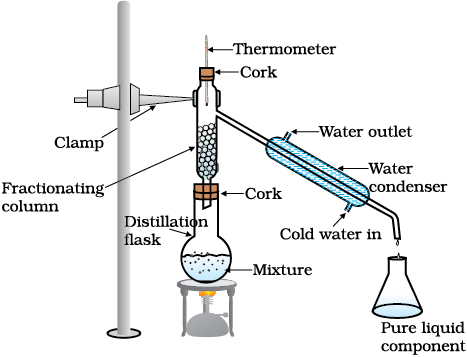 Thermometer
Cork
Clamp
Water outlet
Water
condenser
Fractionating
column
Cork
Distillation
flask
Cold water in
Mixture
Pure liquid
component